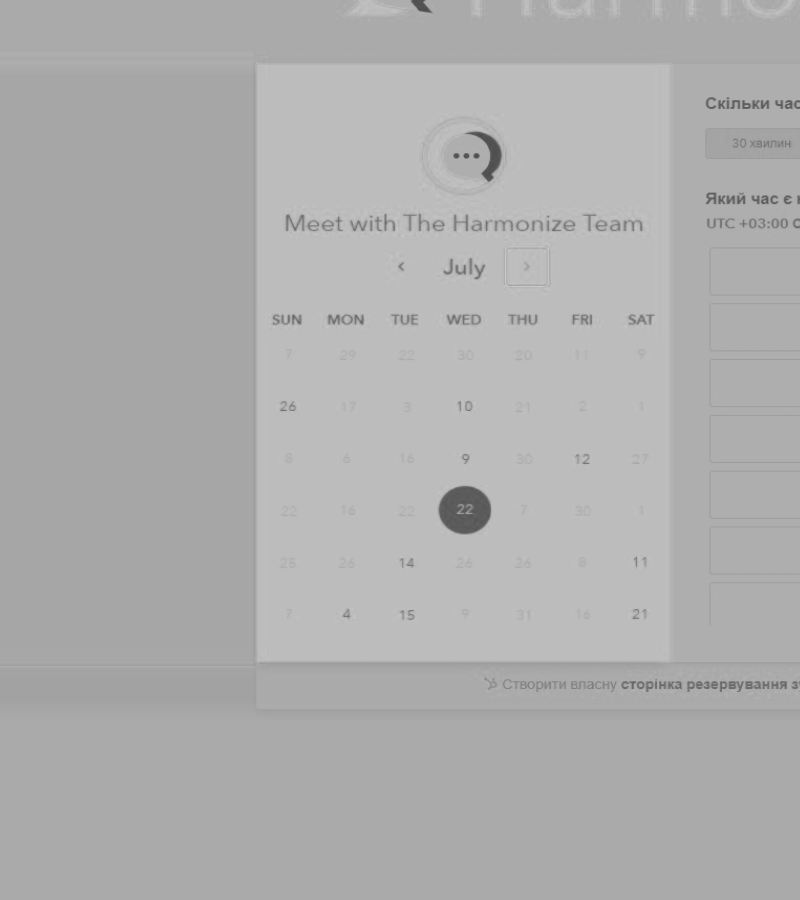 Harmo
Meet with The Harmonize Team
July
SUN MON TUE WED THU FRI SAT
7 29 22 30 20 11 9
26 17 3 10 21 2 1
8 6 16 9 30 12 27
22 16 22 22 7 30 1
25 26 14 26 26 8 11
7 4 15 9 31 16 21
Скільки час
30 хвилин
Який час є
UTC +03:00
Створити власну сторінка резервування